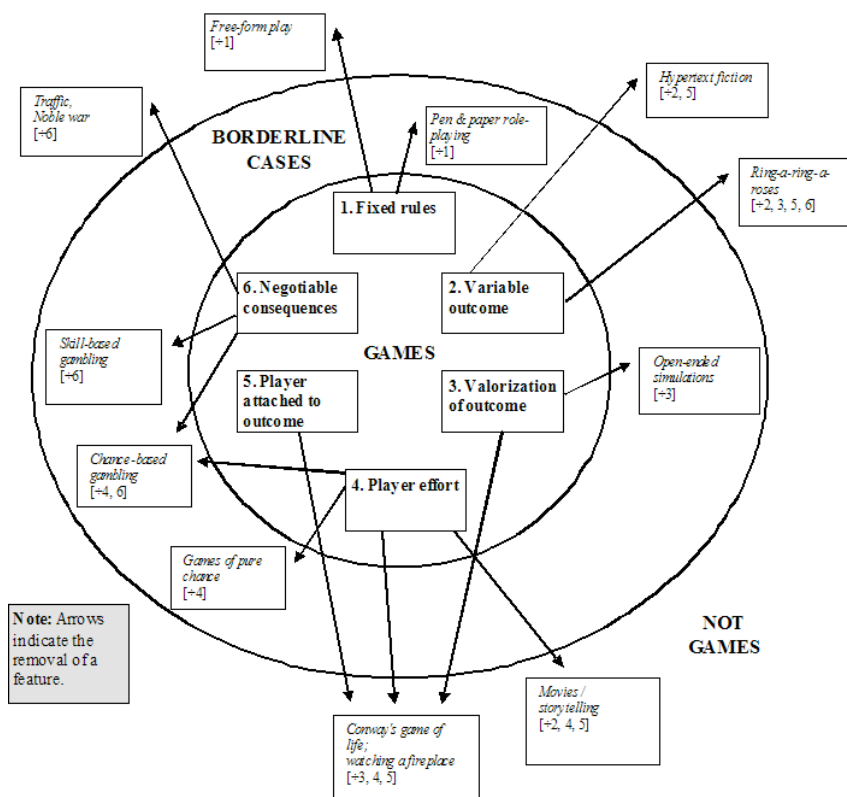 Free-form play
[÷1]
Traffic,
Noble war
[÷6]
Hypertext fiction
[÷2, 5]
BORDERLINE
CASES
Pen & paper role-
playing
[÷1]
Ring-a-ring-a-
roses
[÷2, 3, 5, 6]
1. Fixed rules
6. Negotiable
consequences
2. Variable
outcome
Skill-based
gambling
[÷6]
GAMES
Open-ended
simulations
[÷3]
5. Player
attached to
outcome
3. Valorization
of outcome
Chance-based
gambling
[÷4, 6]
4. Player effort
Games of pure
chance
[÷4]
Note: Arrows
indicate the
removal of a
feature.
NOT
GAMES
Movies /
storytelling
[÷2, 4, 5]
Conway's game of
life;
watching a fireplace
[÷3, 4, 5]